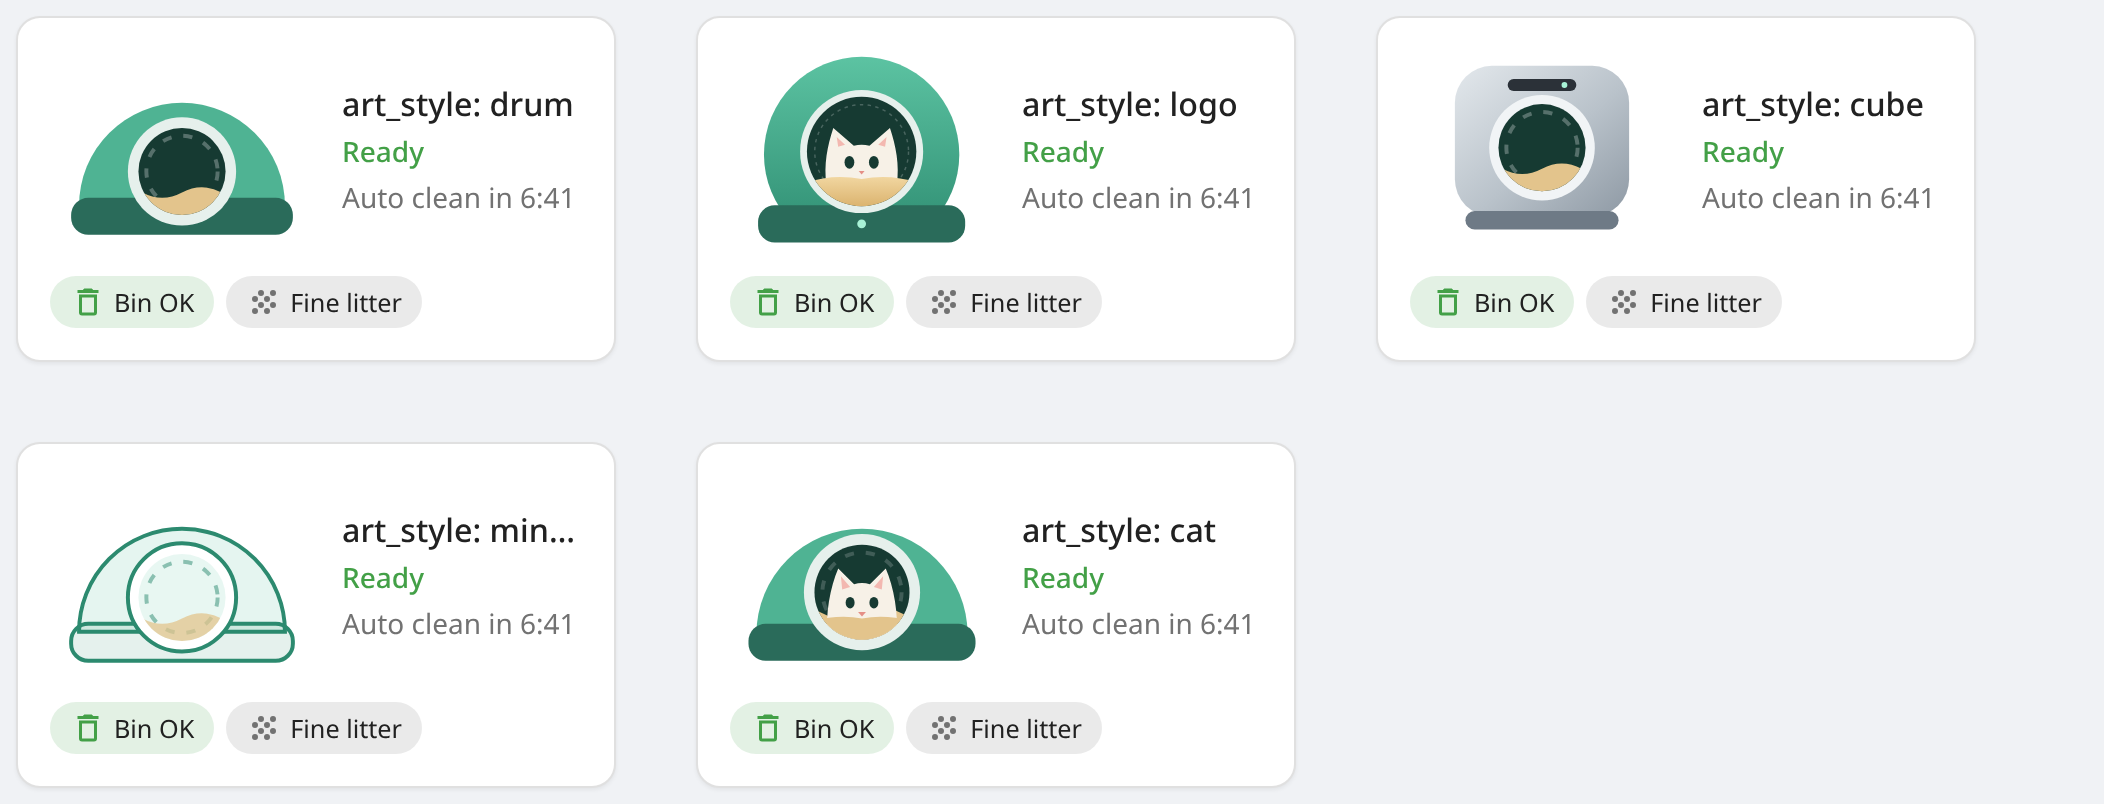 art_style: drum
Ready
Auto clean in 6:41
Bin OK
Fine litter
art_style: logo
Ready
Auto clean in 6:41
Bin OK
Fine litter
art_style: cube
Ready
Auto clean in 6:41
Bin OK
Fine litter
art_style: min...
Ready
Auto clean in 6:41
Bin OK
Fine litter
art_style: cat
Ready
Auto clean in 6:41
Bin OK
Fine litter